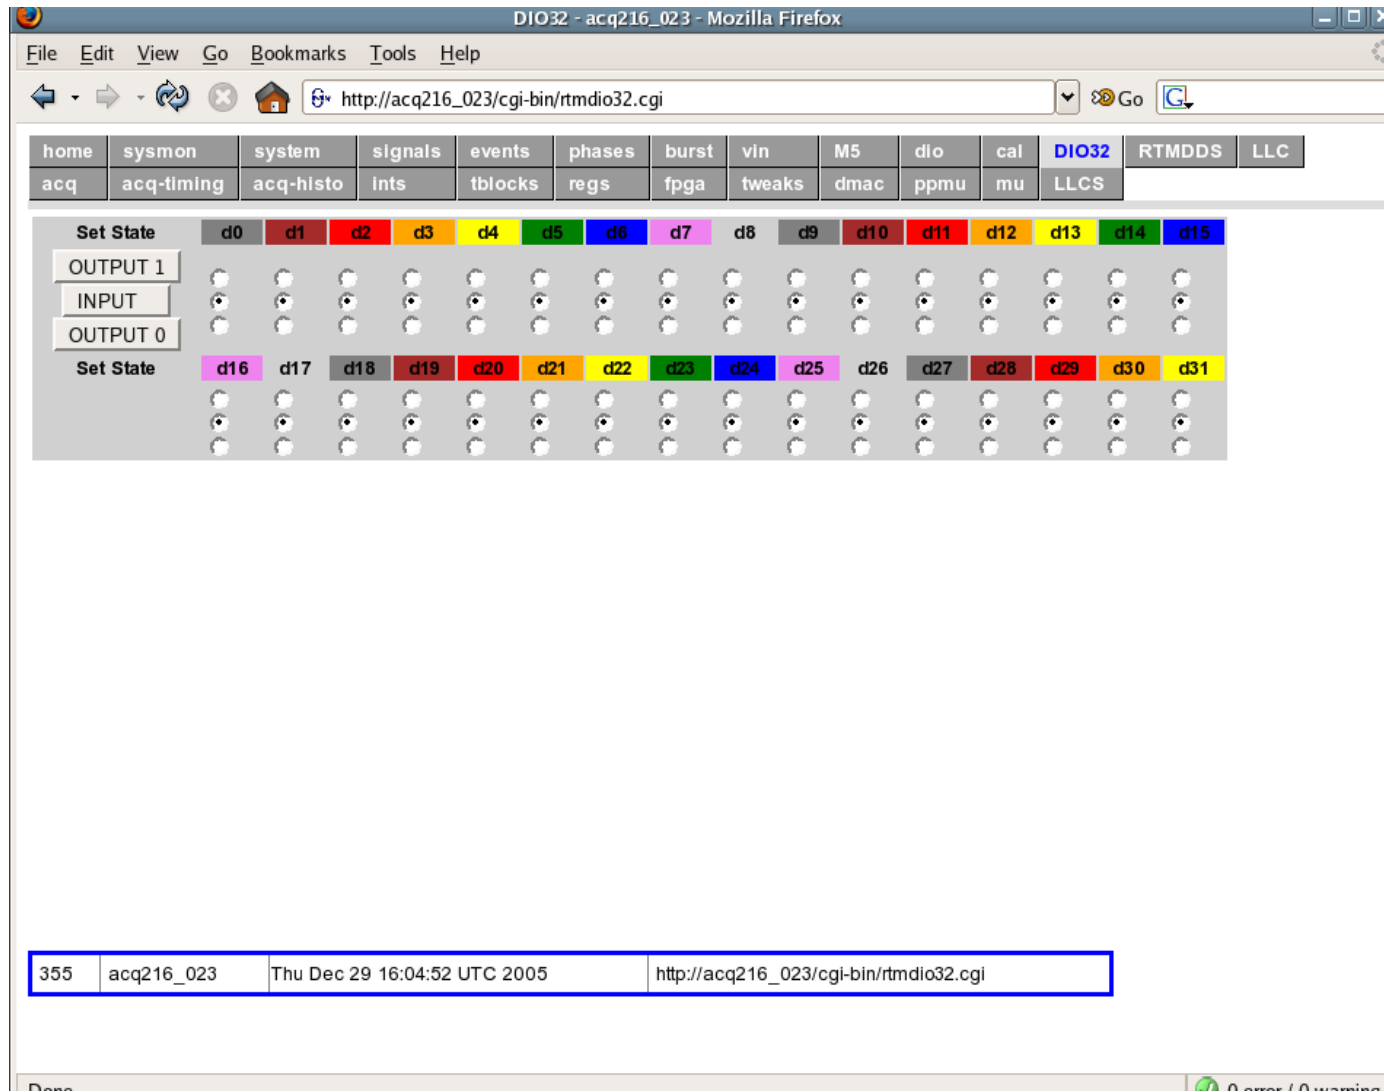 DIO32 - acq216_023 - Mozilla Firefox
File Edit View Go Bookmarks Tools Help
http://acq216_023/cgi-bin/rtmdio32.cgi Go G
home sysmon system signals events phases burst vin M5 dio cal DIO32 RTMDDS LLC
acq acq-timing acq-histo ints tblocks regs fpga tweaks dmac ppmu mu LLCS
Set State d0 d1 d2 d3 d4 d5 d6 d7 d8 d9 d10 d11 d12 d13 d14 d15
OUTPUT 1
INPUT
OUTPUT 0
Set State d16 d17 d18 d19 d20 d21 d22 d23 d24 d25 d26 d27 d28 d29 d30 d31
355 acq216_023 Thu Dec 29 16:04:52 UTC 2005 http://acq216_023/cgi-bin/rtmdio32.cgi
Done 0 error / 0 warning